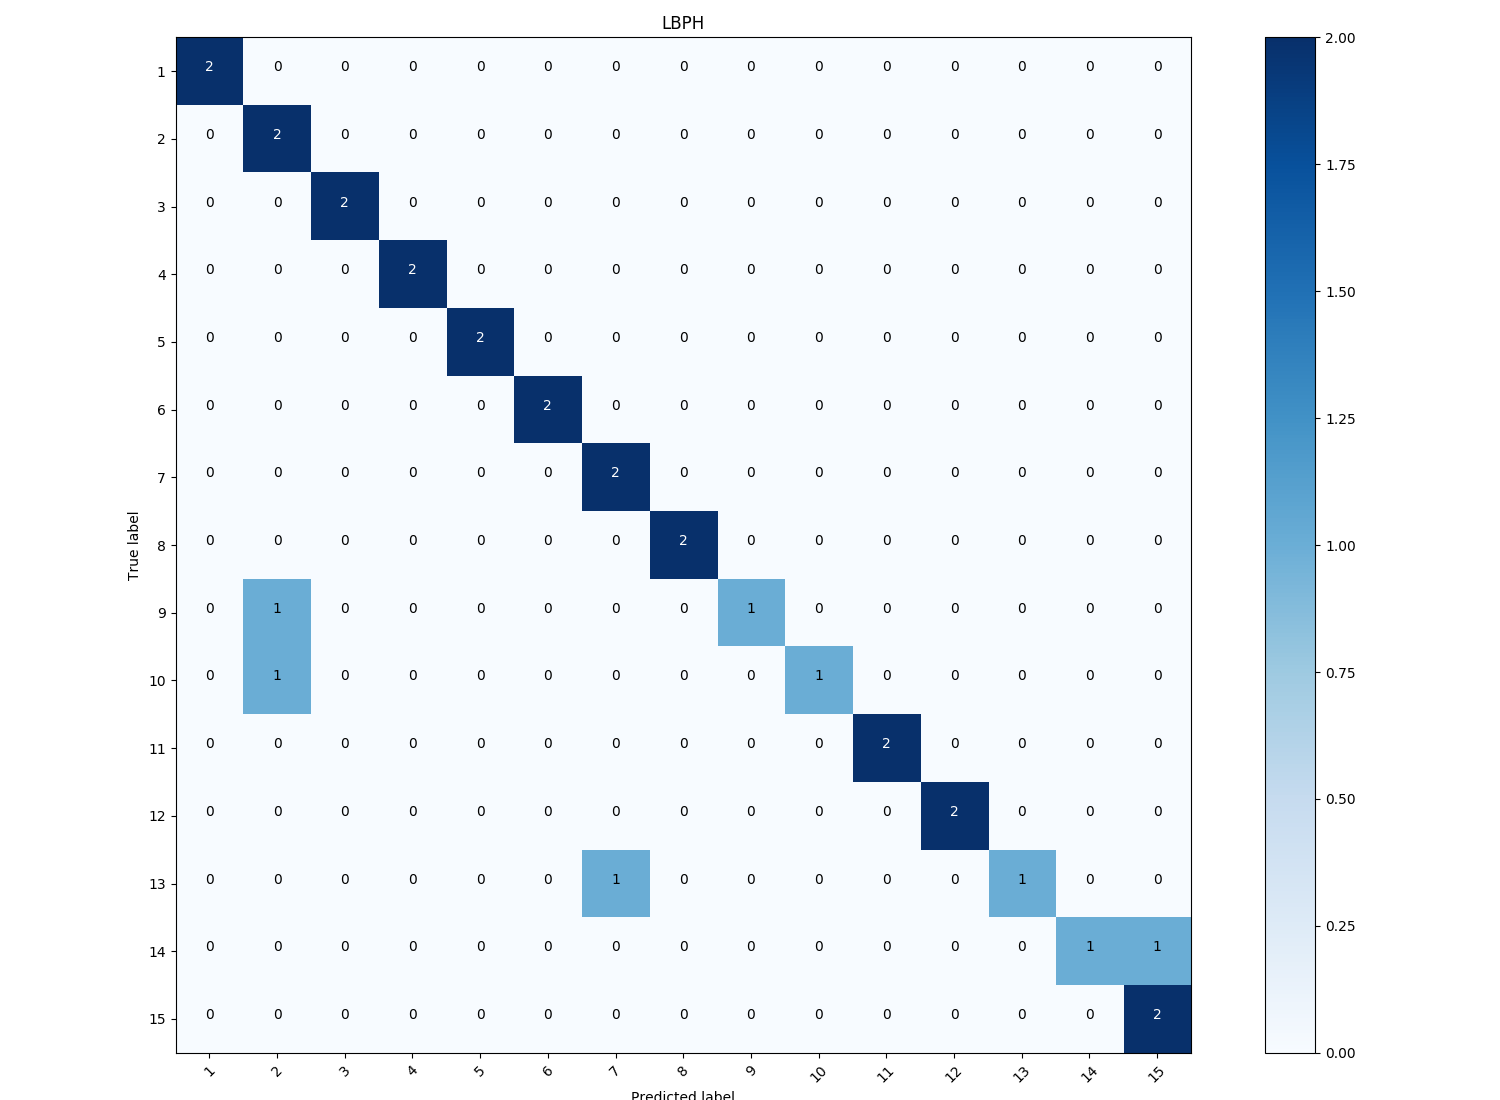 LBPH
1 2 0 0 0 0 0 0 0 0 0 0 0 0 0 0
2 0 2 0 0 0 0 0 0 0 0 0 0 0 0 0
3 0 0 2 0 0 0 0 0 0 0 0 0 0 0 0
4 0 0 0 2 0 0 0 0 0 0 0 0 0 0 0
5 0 0 0 0 2 0 0 0 0 0 0 0 0 0 0
6 0 0 0 0 0 2 0 0 0 0 0 0 0 0 0
7 0 0 0 0 0 0 2 0 0 0 0 0 0 0 0
8 0 0 0 0 0 0 0 2 0 0 0 0 0 0 0
9 0 1 0 0 0 0 0 0 1 0 0 0 0 0 0
10 0 1 0 0 0 0 0 0 0 1 0 0 0 0 0
11 0 0 0 0 0 0 0 0 0 0 2 0 0 0 0
12 0 0 0 0 0 0 0 0 0 0 0 2 0 0 0
13 0 0 0 0 0 0 1 0 0 0 0 0 1 0 0
14 0 0 0 0 0 0 0 0 0 0 0 0 0 1 1
15 0 0 0 0 0 0 0 0 0 0 0 0 0 0 2
1 2 3 4 5 6 7 8 9 10 11 12 13 14 15
True label
Predicted label
2.00
1.75
1.50
1.25
1.00
0.75
0.50
0.25
0.00